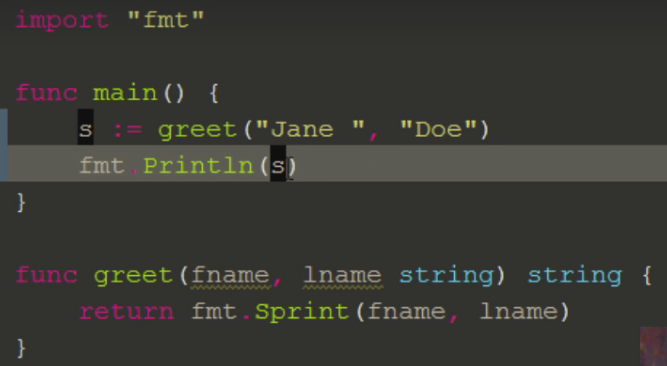 import "fmt"
func main() {
    s := greet("Jane ", "Doe")
    fmt.Println(s)
}
func greet(fname, lname string) string {
    return fmt.Sprint(fname, lname)
}